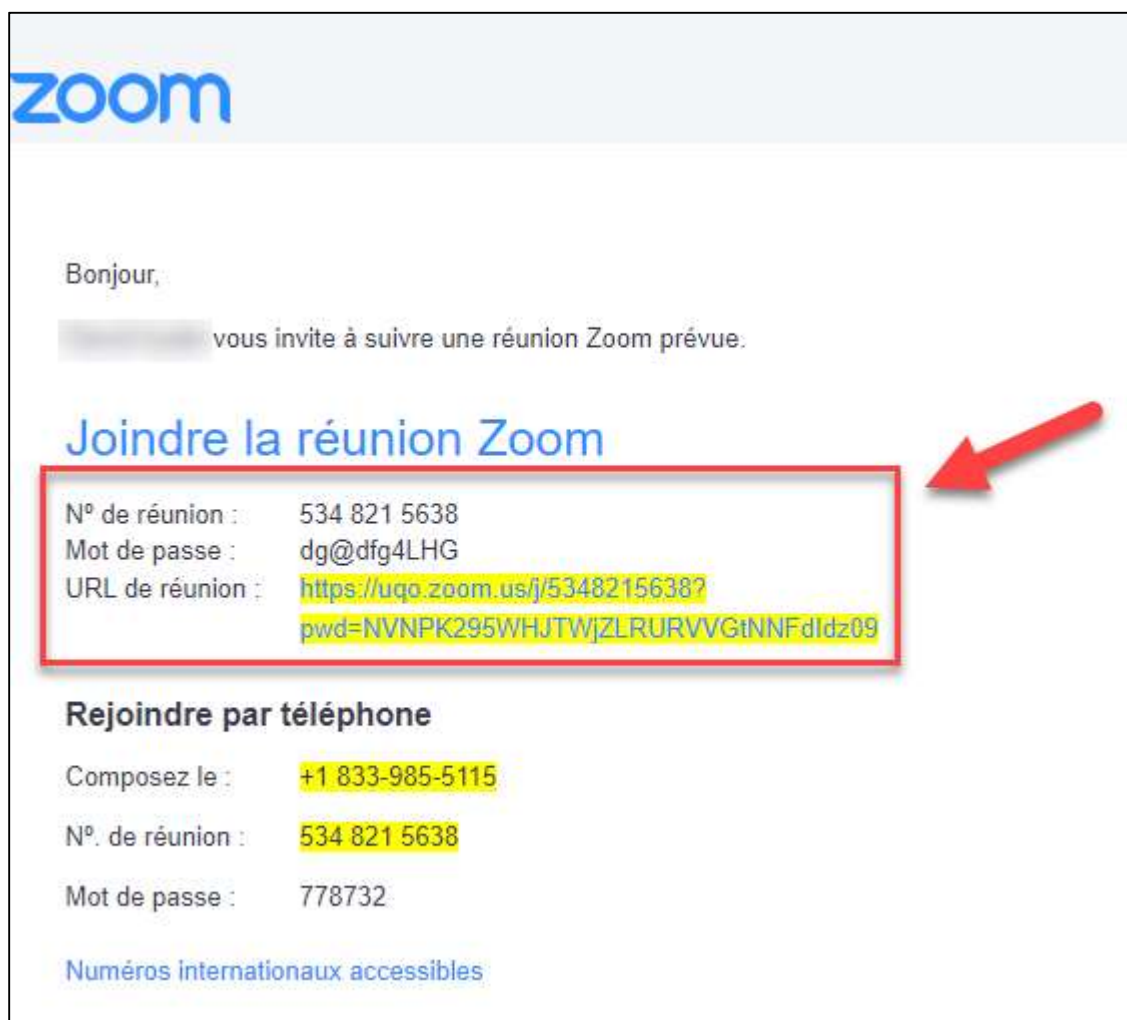 zoom
Bonjour,
vous invite à suivre une réunion Zoom prévue.
Joindre la réunion Zoom
Nº de réunion : 534 821 5638
Mot de passe : dg@dfg4LHG
URL de réunion : https://uqo.zoom.us/j/5348215638?
pwd=NVNPK295WHJTWjZLRURVVGtNNFdIdz09
Rejoindre par téléphone
Composez le : +1 833-985-5115
Nº. de réunion : 534 821 5638
Mot de passe : 778732
Numéros internationaux accessibles